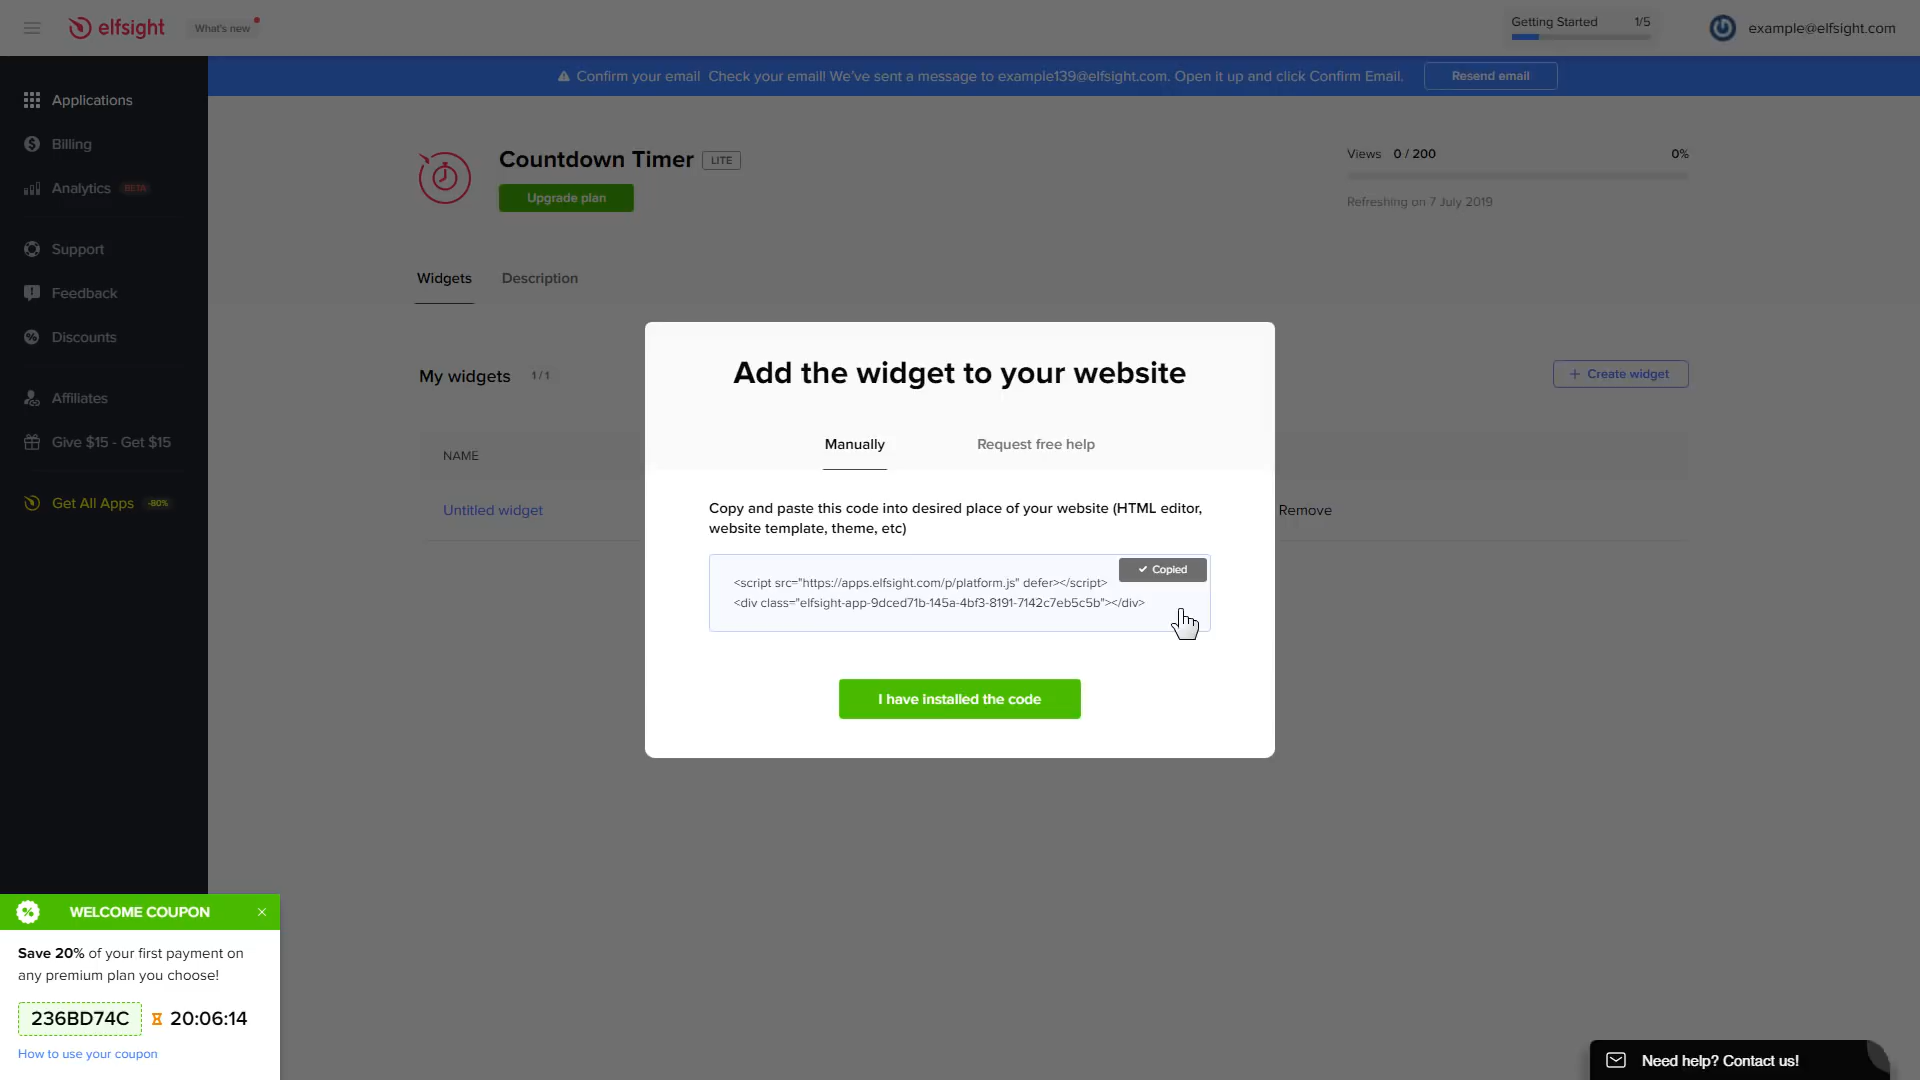 elfsight
What's new
Getting Started 1/5
example@elfsight.com
Confirm your email Check your email! We've sent a message to example139@elfsight.com. Open it up and click Confirm Email.
Resend email
Applications
Billing
Analytics BETA
Support
Feedback
Discounts
Affiliates
Give $15 - Get $15
Get All Apps -80%
Countdown Timer LITE
Upgrade plan
Views 0 / 200 0%
Refreshing on 7 July 2019
Widgets Description
My widgets 1 / 1
+ Create widget
NAME
Untitled widget
Remove
Add the widget to your website
Manually Request free help
Copy and paste this code into desired place of your website (HTML editor,
website template, theme, etc)
Copied
<script src="https://apps.elfsight.com/p/platform.js" defer></script>
<div class="elfsight-app-9dced71b-145a-4bf3-8191-7142c7eb5c5b"></div>
I have installed the code
WELCOME COUPON
Save 20% of your first payment on
any premium plan you choose!
236BD74C 20:06:14
How to use your coupon
Need help? Contact us!